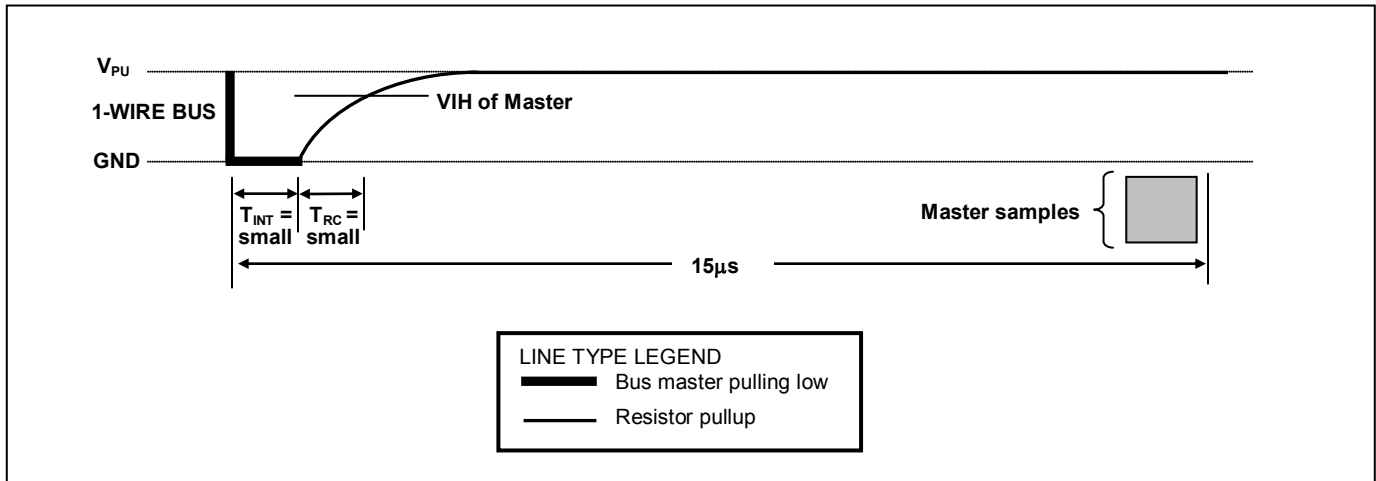 VPU
1-WIRE BUS
VIH of Master
GND
TINT =
small
TRC =
small
Master samples
15μs
LINE TYPE LEGEND
Bus master pulling low
Resistor pullup